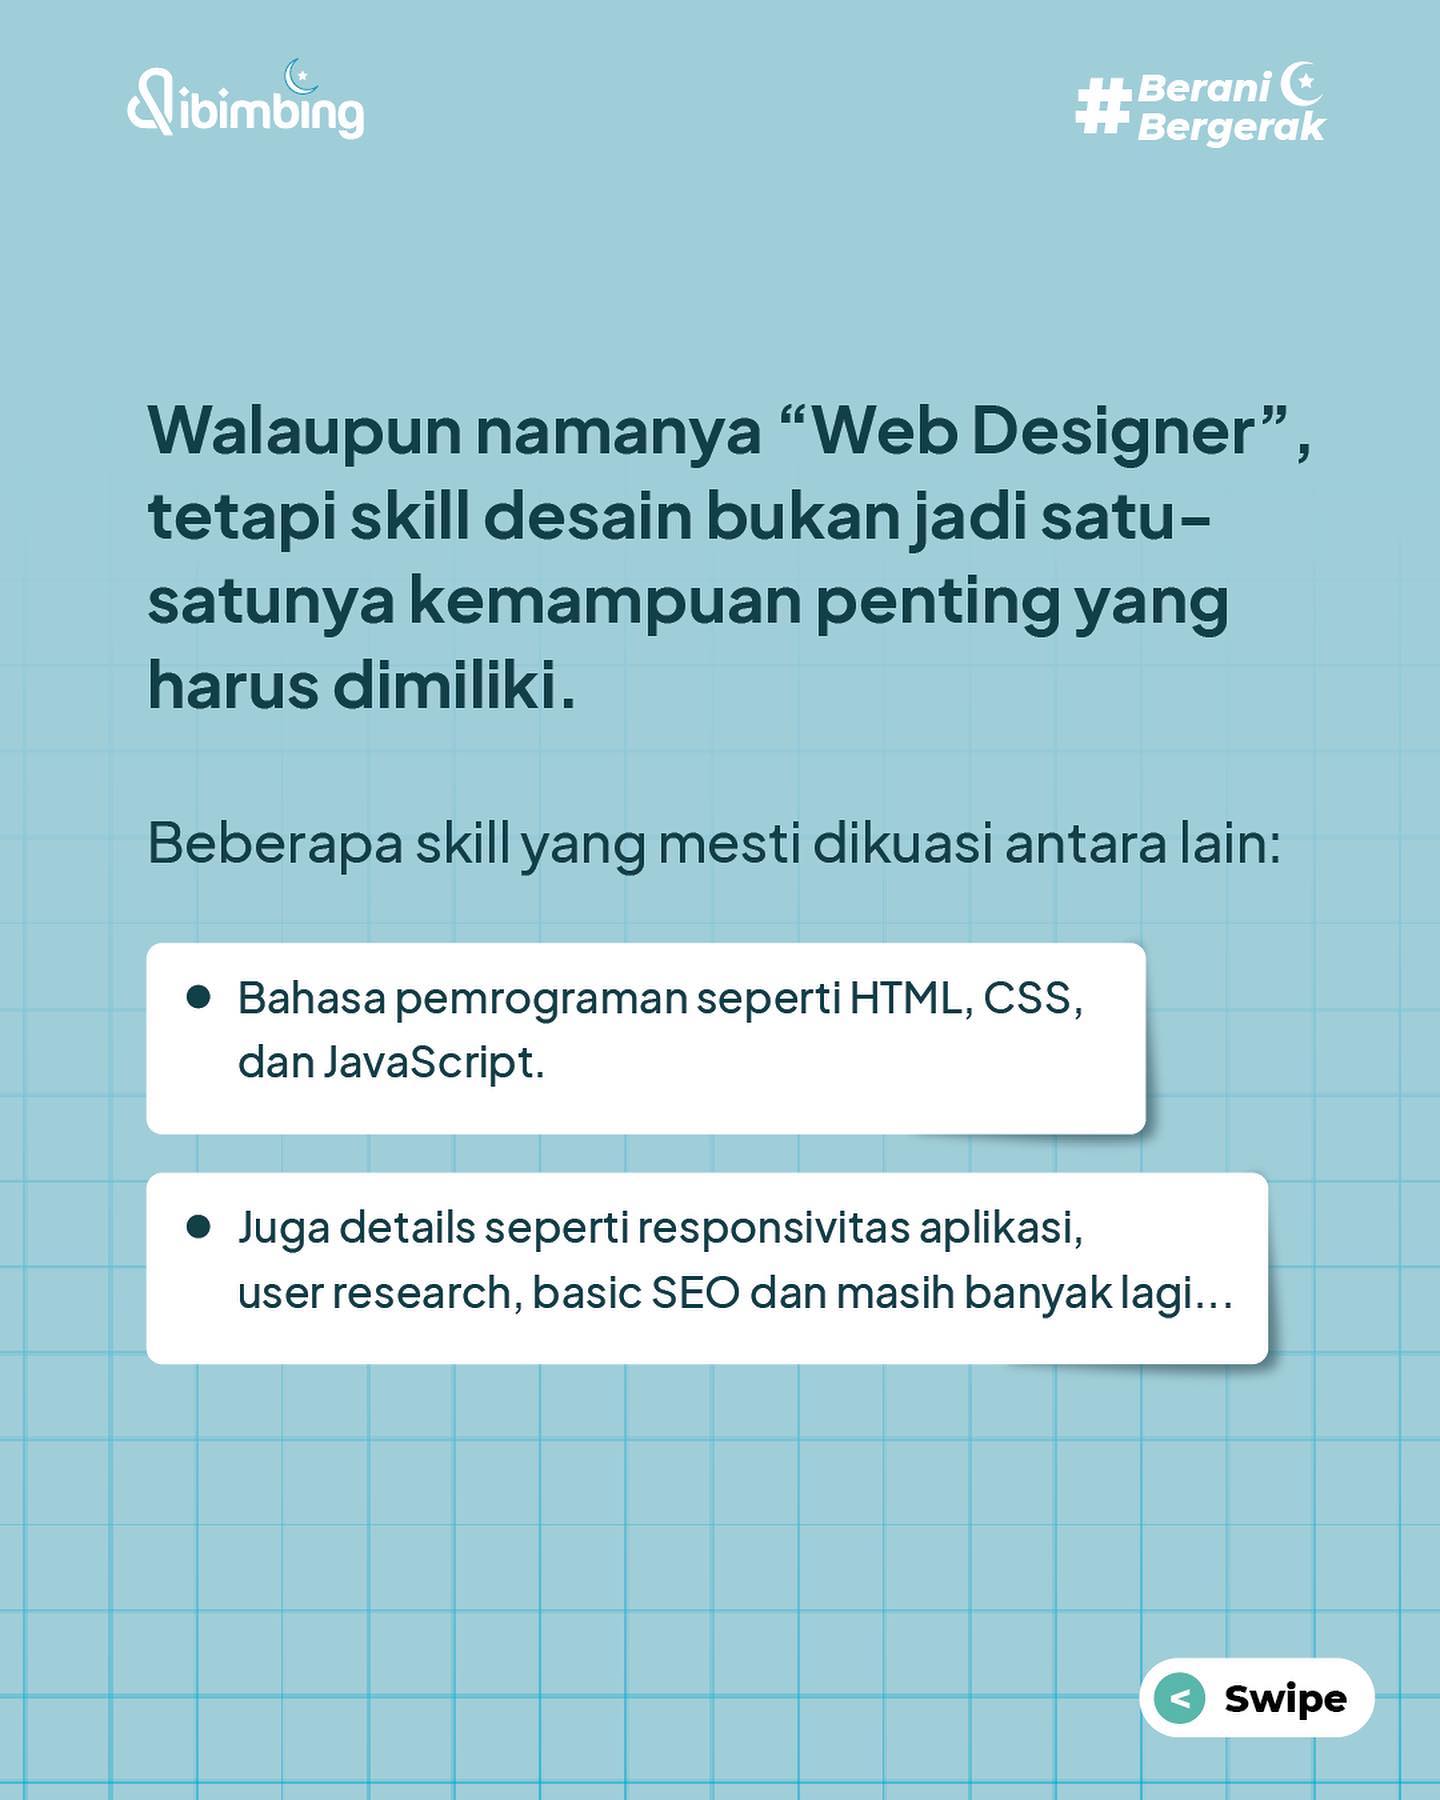 dibimbing
#Berani
Bergerak
Walaupun namanya “Web Designer”,
tetapi skill desain bukan jadi satu-
satunya kemampuan penting yang
harus dimiliki.
Beberapa skill yang mesti dikuasi antara lain:
● Bahasa pemrograman seperti HTML, CSS,
dan JavaScript.
● Juga details seperti responsivitas aplikasi,
user research, basic SEO dan masih banyak lagi...
< Swipe